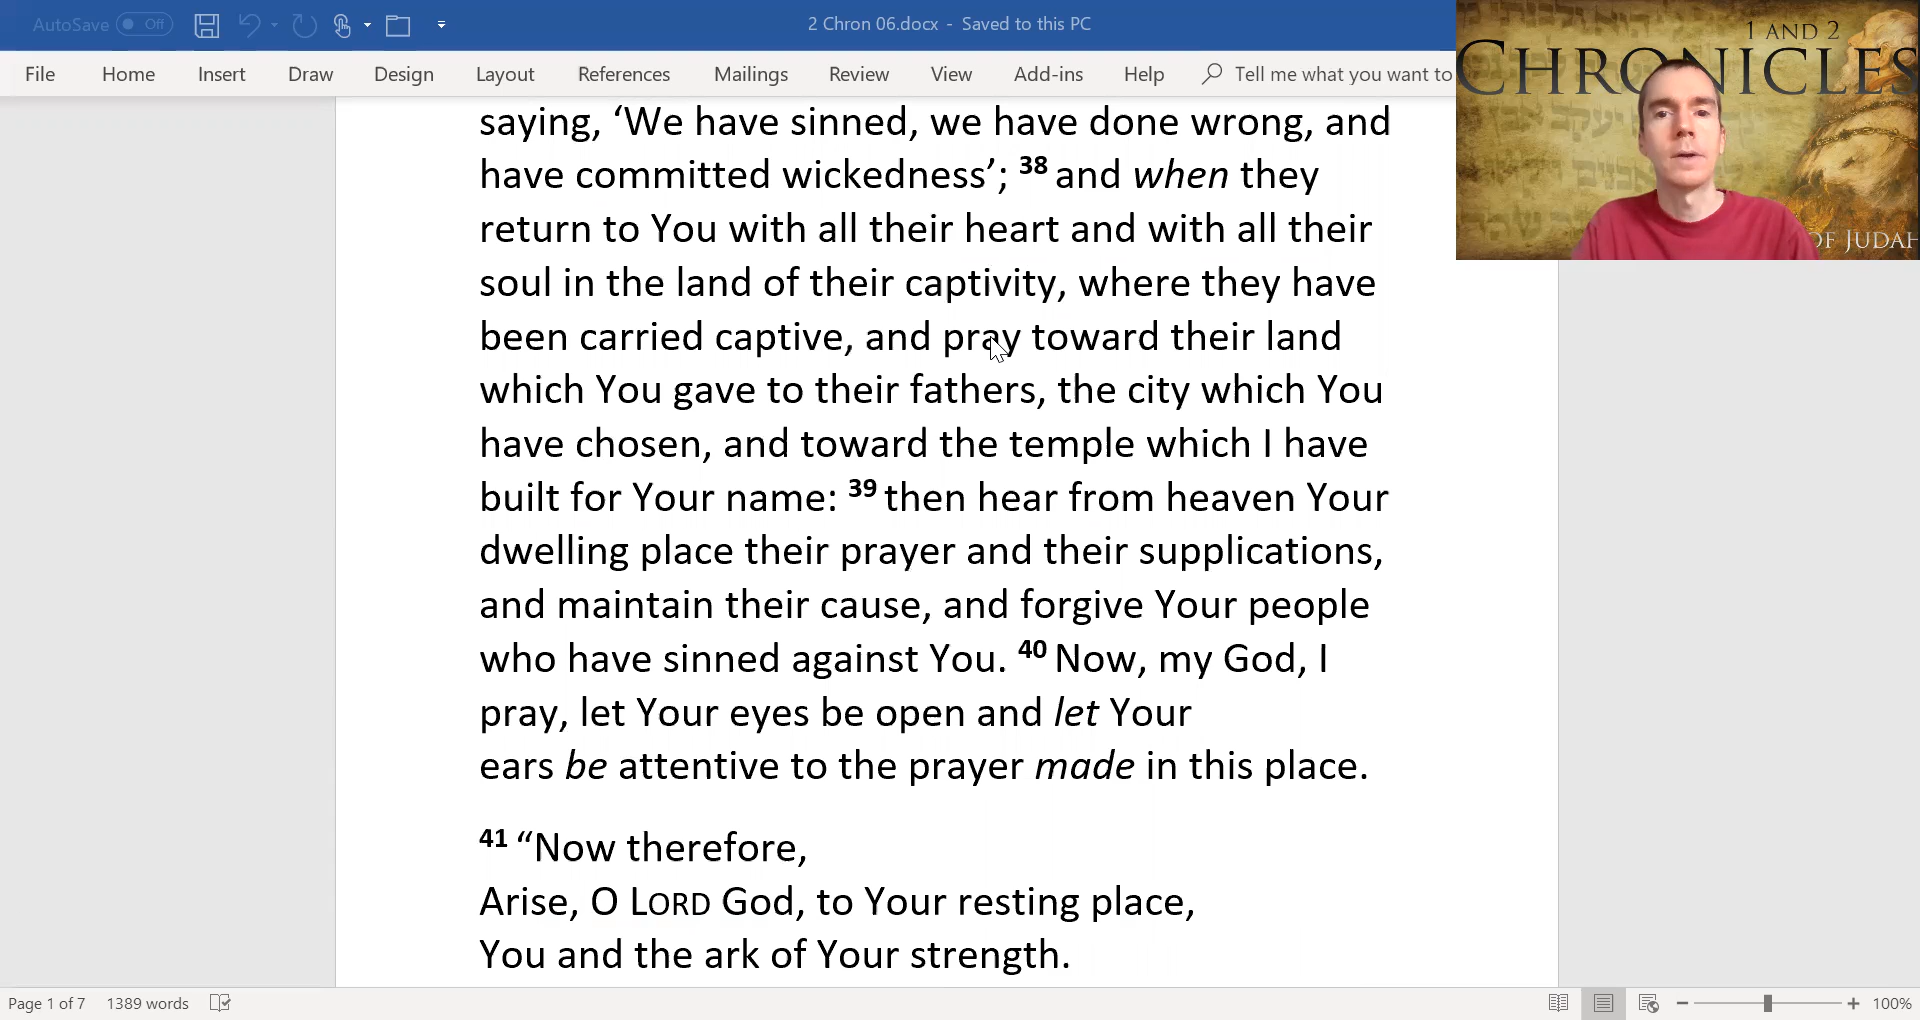 AutoSave Off
2 Chron 06.docx - Saved to this PC
File Home Insert Draw Design Layout References Mailings Review View Add-ins Help Tell me what you want to
1 AND 2
CHRONICLES
OF JUDAH
saying, ‘We have sinned, we have done wrong, and
have committed wickedness’; 38 and when they
return to You with all their heart and with all their
soul in the land of their captivity, where they have
been carried captive, and pray toward their land
which You gave to their fathers, the city which You
have chosen, and toward the temple which I have
built for Your name: 39 then hear from heaven Your
dwelling place their prayer and their supplications,
and maintain their cause, and forgive Your people
who have sinned against You. 40 Now, my God, I
pray, let Your eyes be open and let Your
ears be attentive to the prayer made in this place.
41 “Now therefore,
Arise, O LORD God, to Your resting place,
You and the ark of Your strength.
Page 1 of 7 1389 words
100%